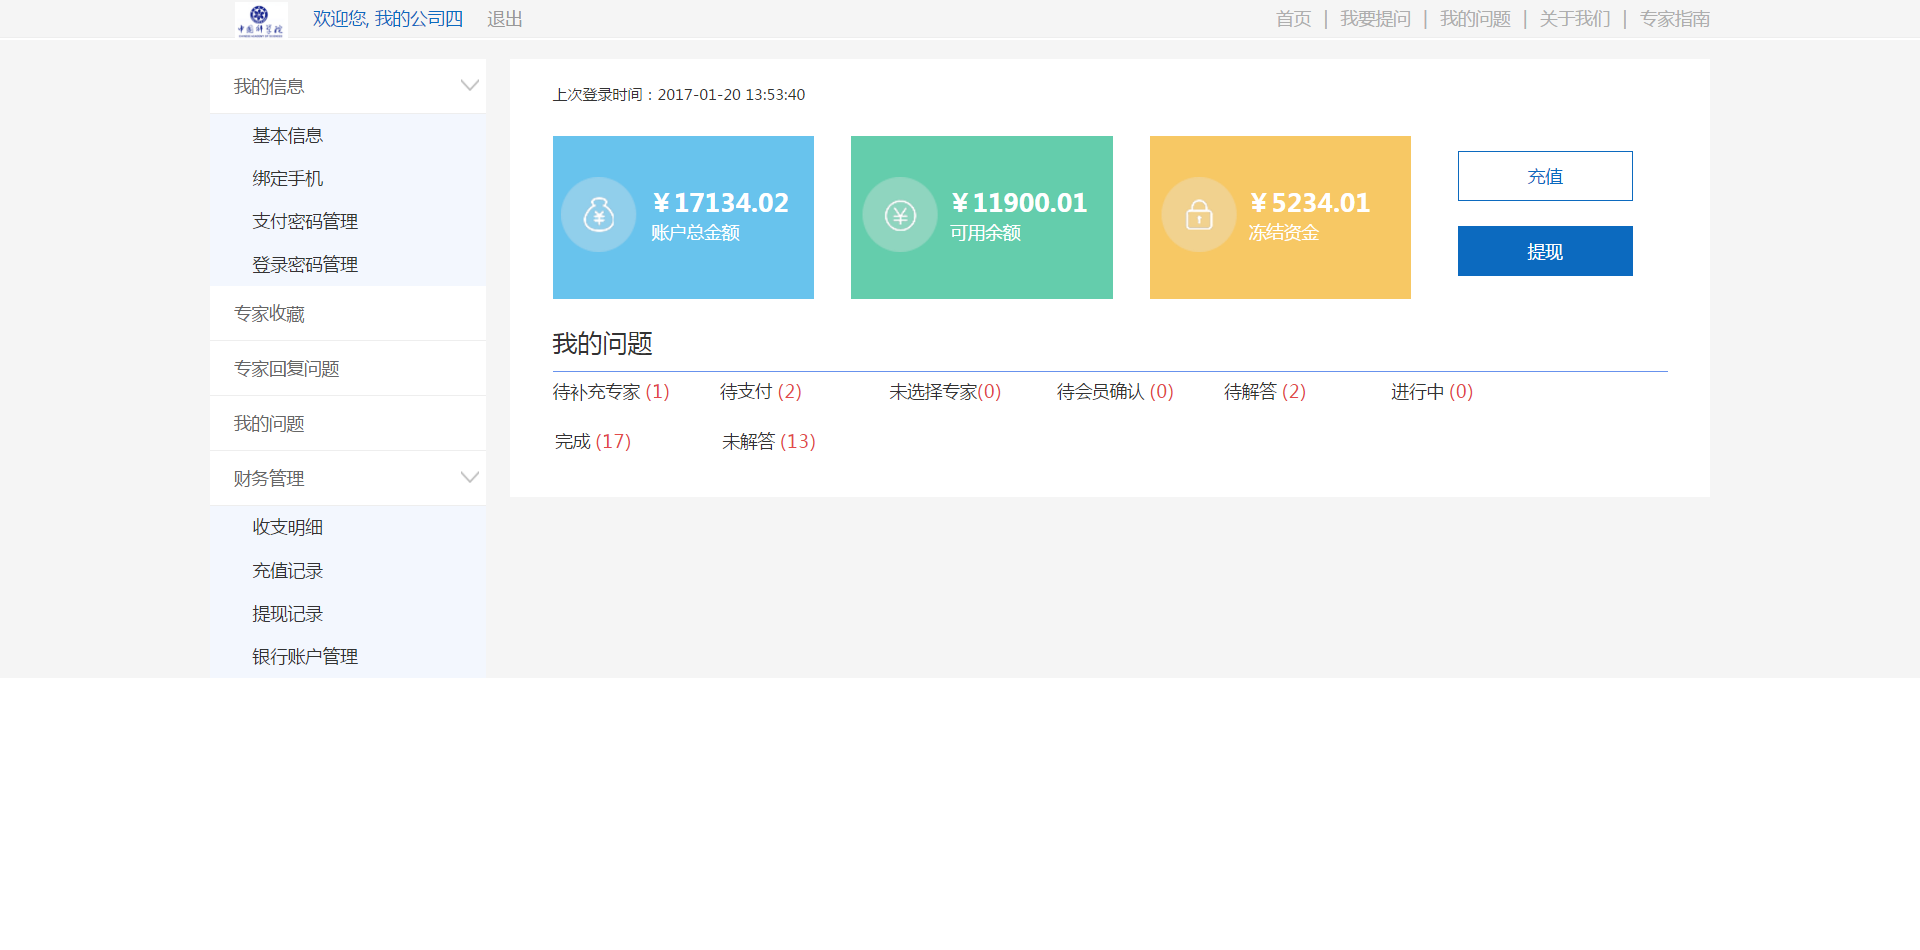 中国科学院
欢迎您, 我的公司四 退出
首页 | 我要提问 | 我的问题 | 关于我们 | 专家指南
我的信息
基本信息
绑定手机
支付密码管理
登录密码管理
专家收藏
专家回复问题
我的问题
财务管理
收支明细
充值记录
提现记录
银行账户管理
上次登录时间：2017-01-20 13:53:40
￥17134.02
账户总金额
￥11900.01
可用余额
￥5234.01
冻结资金
充值
提现
我的问题
待补充专家 (1) 待支付 (2) 未选择专家(0) 待会员确认 (0) 待解答 (2) 进行中 (0)
完成 (17) 未解答 (13)